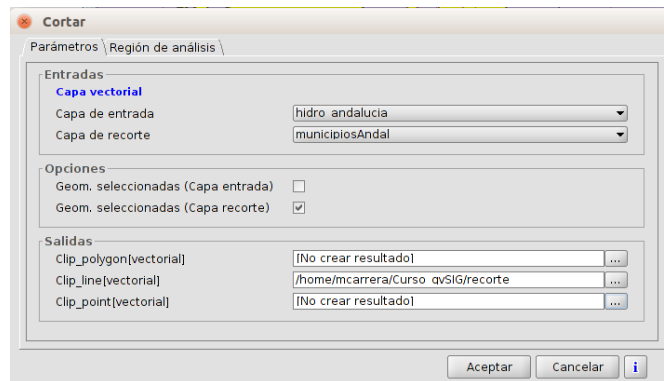 Cortar
Parámetros Región de análisis
Entradas
Capa vectorial
Capa de entrada hidro_andalucia
Capa de recorte municipiosAndal
Opciones
Geom. seleccionadas (Capa entrada)
Geom. seleccionadas (Capa recorte)
Salidas
Clip_polygon[vectorial] [No crear resultado] ...
Clip_line[vectorial] /home/mcarrera/Curso_gvSIG/recorte ...
Clip_point[vectorial] [No crear resultado] ...
Aceptar Cancelar i